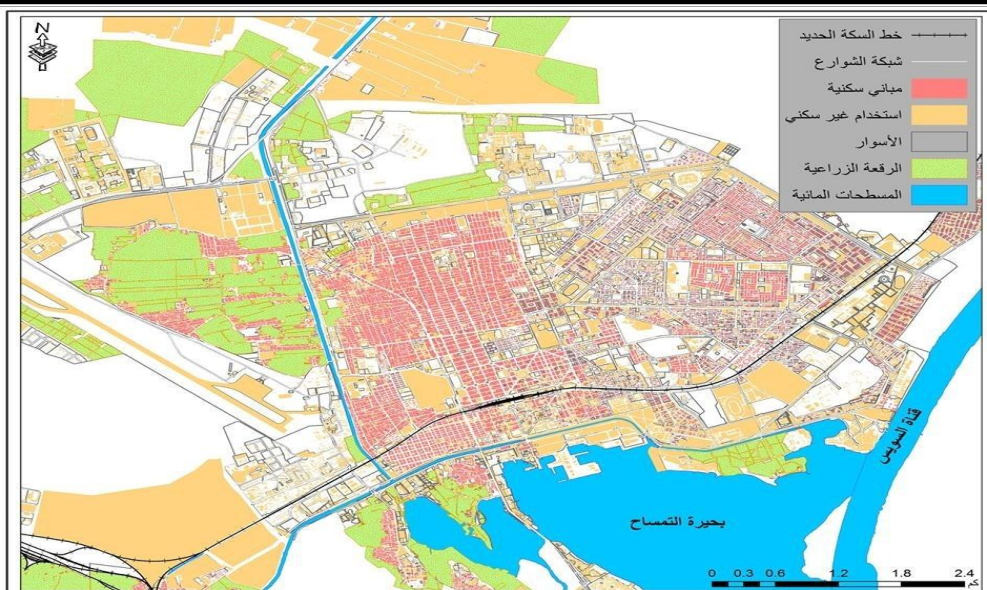 N
خط السكة الحديد
شبكة الشوارع
مباني سكنية
استخدام غير سكني
الأسوار
الرقعة الزراعية
المسطحات المائية
قناة السويس
بحيرة التمساح
0 0.3 0.6 1.2 1.8 2.4
كم